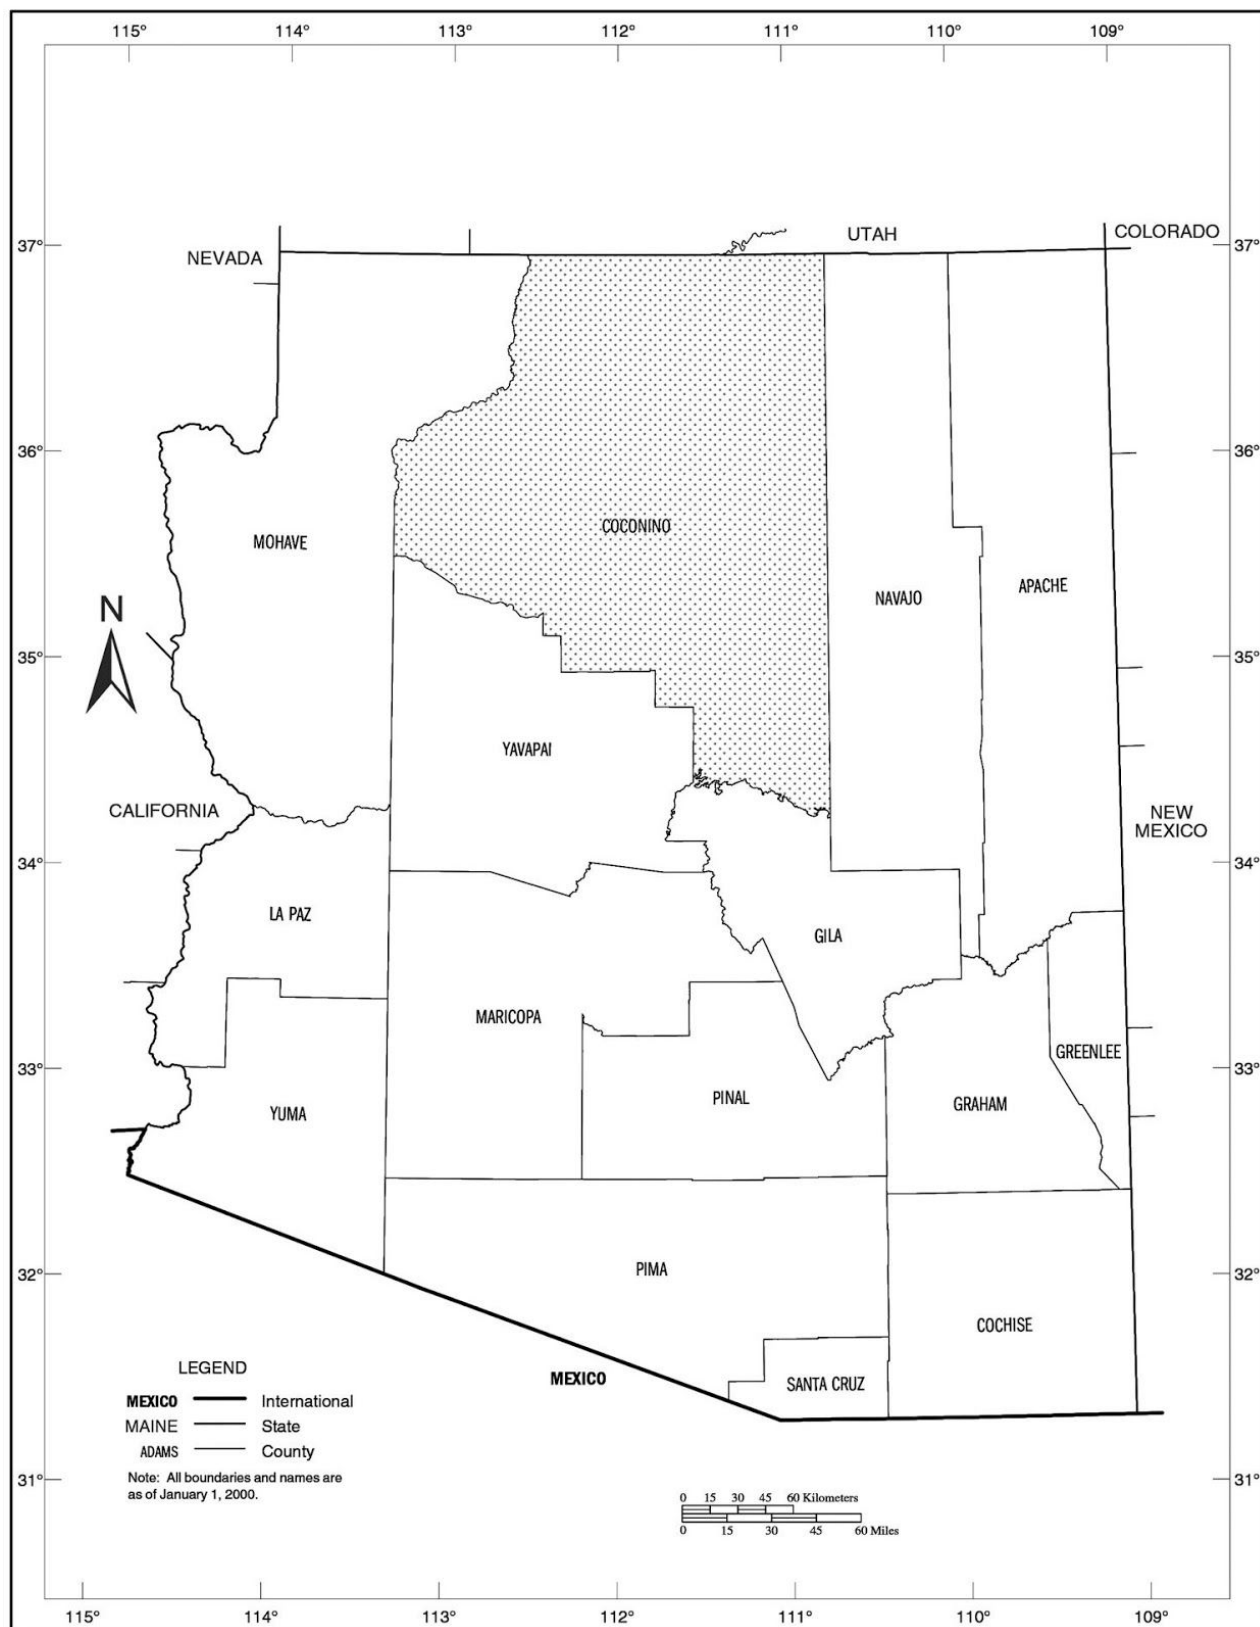 115° 114° 113° 112° 111° 110° 109°
UTAH
COLORADO
37° 37°
NEVADA
36° 36°
COCONINO
MOHAVE
APACHE
NAVAJO
N
35° 35°
YAVAPAI
CALIFORNIA
NEW
MEXICO
34° 34°
LA PAZ
GILA
MARICOPA
GREENLEE
33° 33°
PINAL
GRAHAM
YUMA
PIMA
32° 32°
COCHISE
LEGEND
MEXICO
SANTA CRUZ
MEXICO International
MAINE State
ADAMS County
Note: All boundaries and names are
as of January 1, 2000.
31° 31°
0 15 30 45 60 Kilometers
0 15 30 45 60 Miles
115° 114° 113° 112° 111° 110° 109°